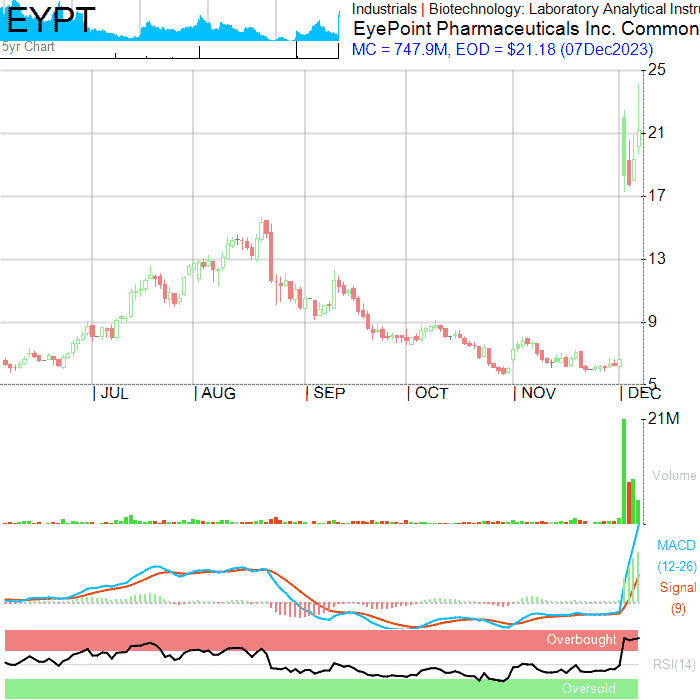 EYPT
5yr Chart
Industrials | Biotechnology: Laboratory Analytical Instru
EyePoint Pharmaceuticals Inc. Common
MC = 747.9M, EOD = $21.18 (07Dec2023)
25
21
17
13
9
5
JUL AUG SEP OCT NOV DEC
21M
Volume
MACD
(12-26)
Signal
(9)
Overbought
RSI(14)
Oversold